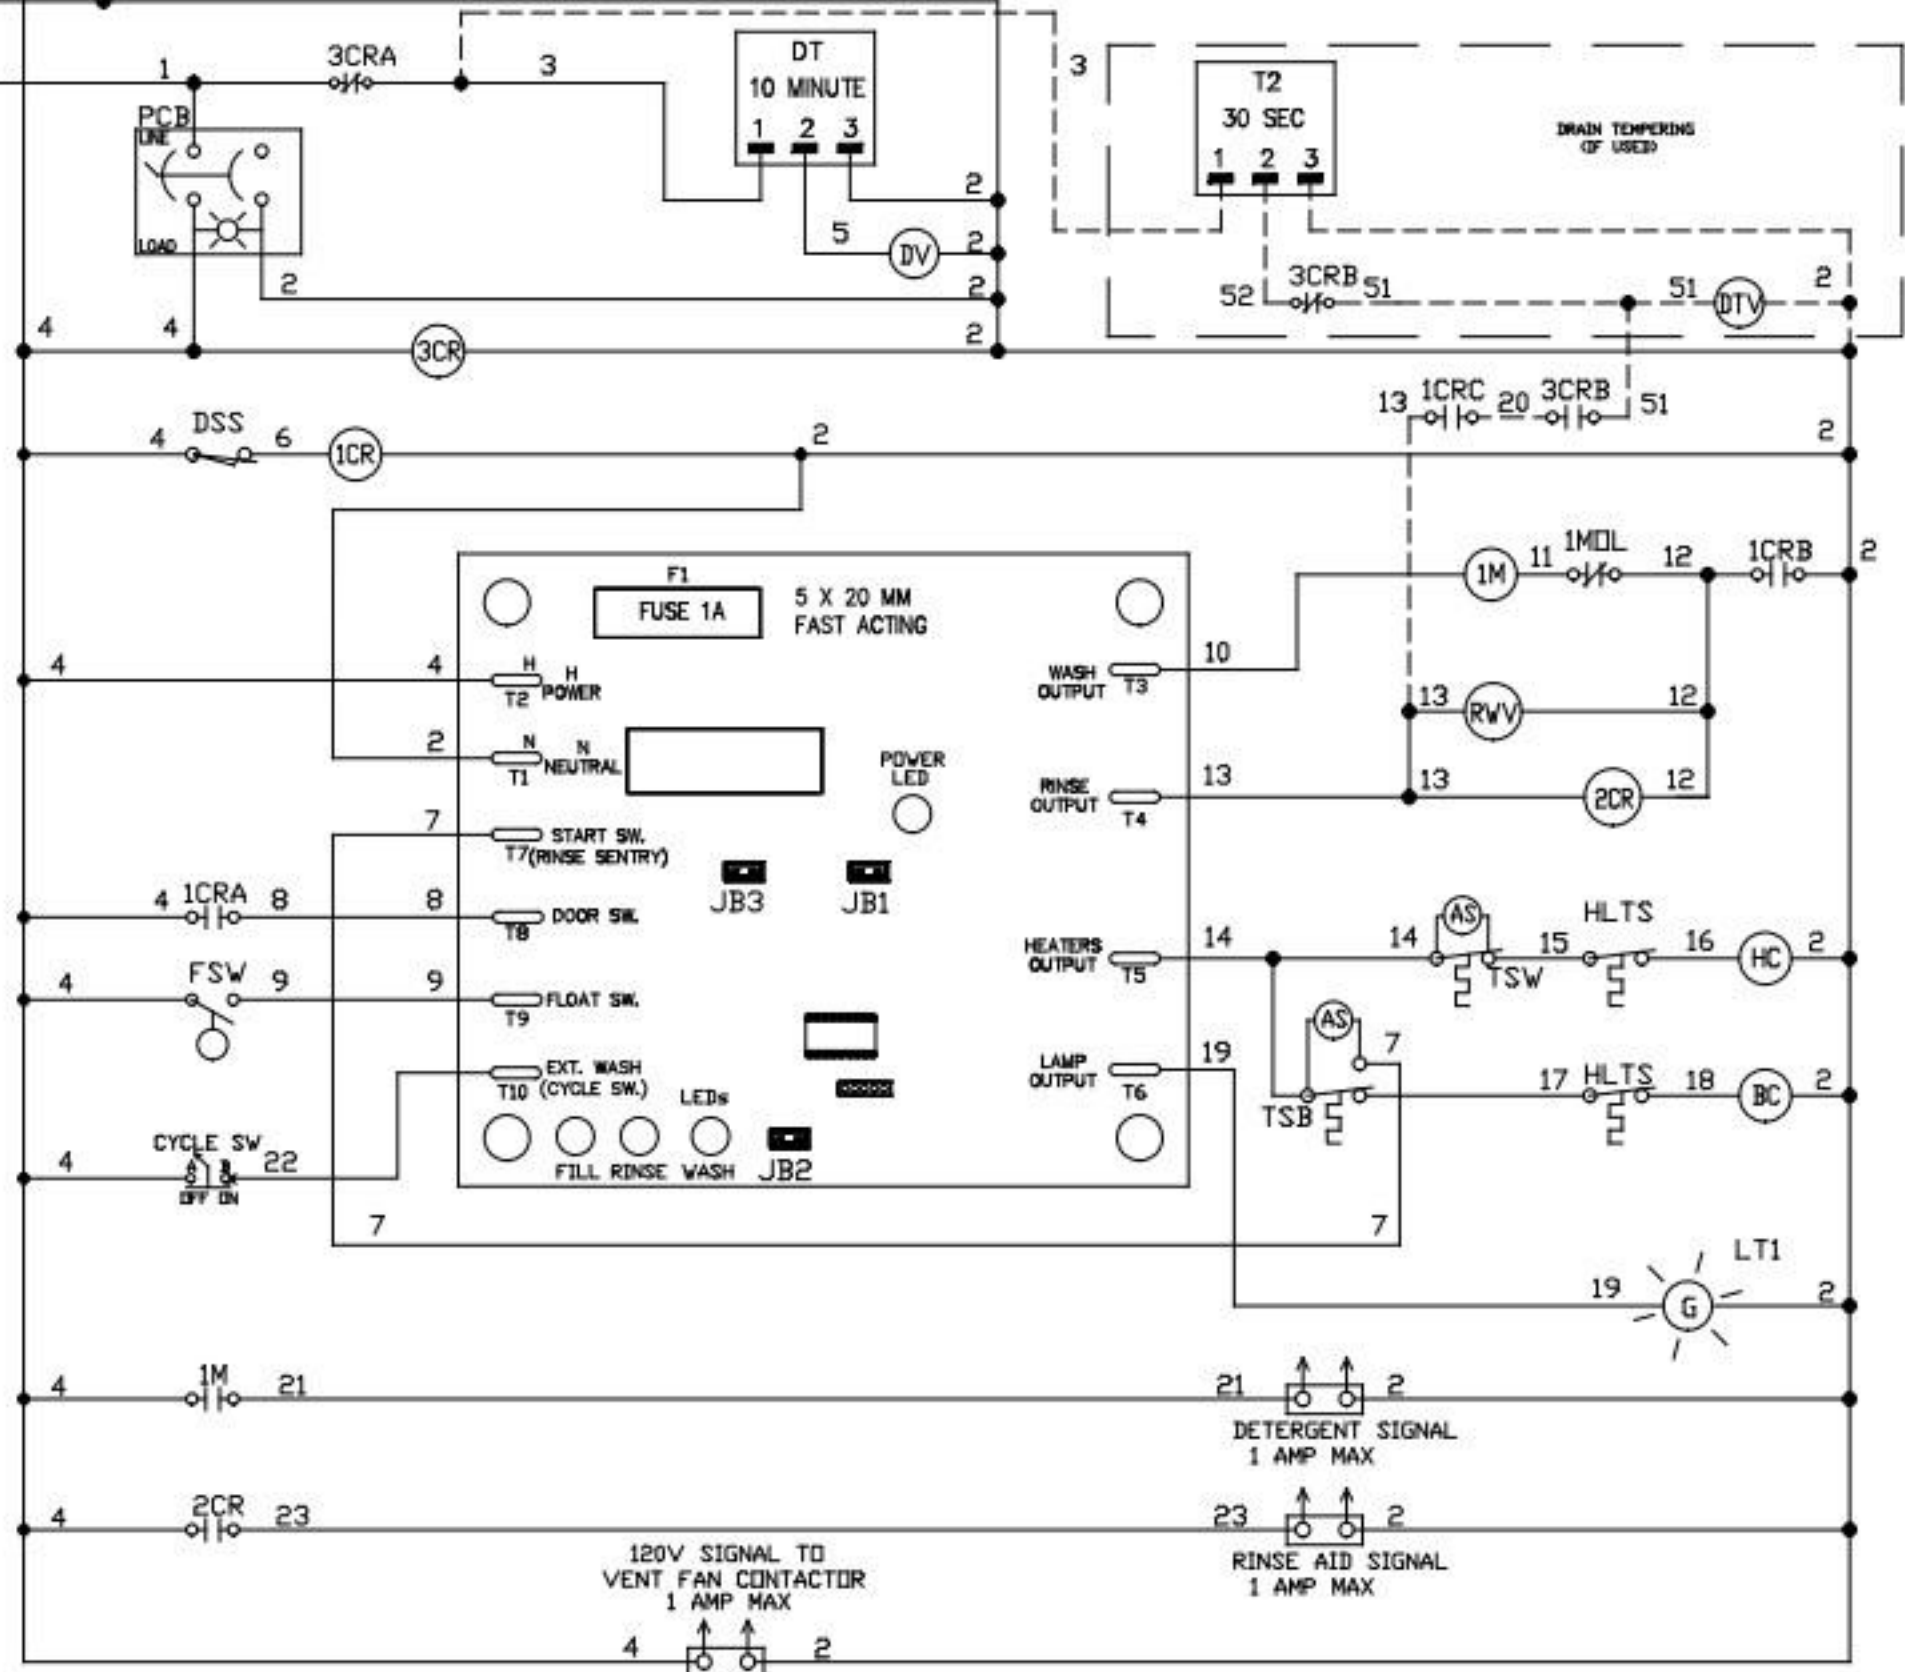 1
3CRA
3
DT
10 MINUTE
1 2 3
3
T2
30 SEC
1 2 3
DRAIN TEMPERING
(IF USED)
PCB
LINE
LOAD
2
5
DV
2
2
2
52
3CRB
51
51
DTV
2
4
4
3CR
2
13
1CRC
20
3CRB
51
DSS
4
6
1CR
2
2
F1
FUSE 1A
5 X 20 MM
FAST ACTING
1M
11
1MOL
12
1CRB
2
4
4
H
H
POWER
T2
WASH
OUTPUT
T3
10
2
N
N
NEUTRAL
T1
POWER
LED
13
RWV
12
RINSE
OUTPUT
T4
13
13
2CR
12
7
START SW.
T7
(RINSE SENTRY)
JB3
JB1
4
1CRA
8
8
DOOR SW.
T8
HEATERS
OUTPUT
T5
14
14
AS
TSW
15
HLTS
16
HC
2
4
FSW
9
9
FLOAT SW.
T9
AS
7
EXT. WASH
T10
(CYCLE SW.)
LEDs
LAMP
OUTPUT
T6
19
TSB
17
HLTS
18
BC
2
FILL RINSE WASH
JB2
CYCLE SW
4
A B
22
OFF ON
7
7
LT1
19
G
2
4
1M
21
21
2
DETERGENT SIGNAL
1 AMP MAX
4
2CR
23
23
2
RINSE AID SIGNAL
1 AMP MAX
120V SIGNAL TO
VENT FAN CONTACTOR
1 AMP MAX
4
2